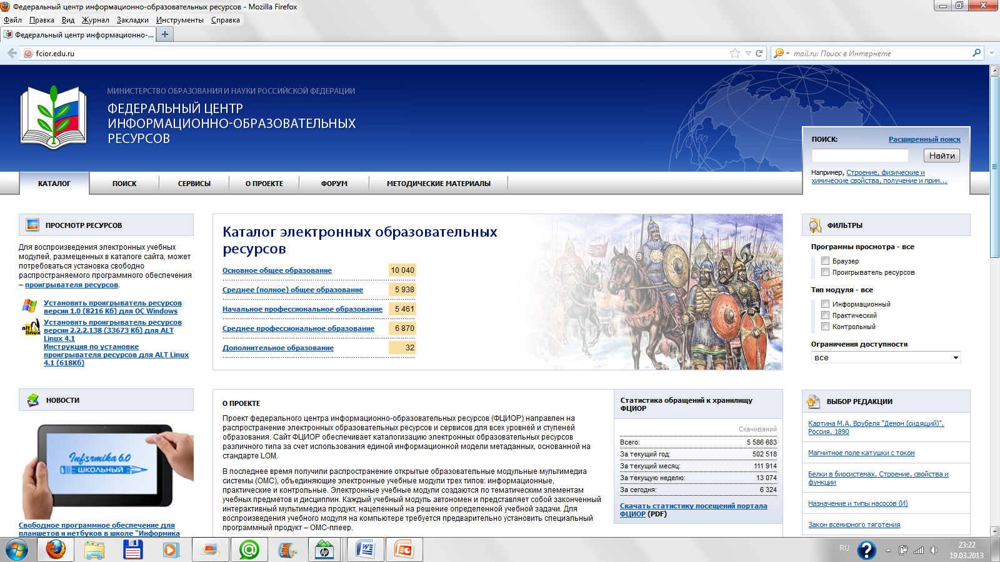 Федеральный центр информационно-образовательных ресурсов - Mozilla Firefox
Файл Правка Вид Журнал Закладки Инструменты Справка
Федеральный центр информационно-...
fcior.edu.ru
mail.ru: Поиск в Интернете
МИНИСТЕРСТВО ОБРАЗОВАНИЯ И НАУКИ РОССИЙСКОЙ ФЕДЕРАЦИИ
ФЕДЕРАЛЬНЫЙ ЦЕНТР
ИНФОРМАЦИОННО-ОБРАЗОВАТЕЛЬНЫХ
РЕСУРСОВ
ПОИСК: Расширенный поиск
Найти
Например, Строение, физические и
химические свойства, получение и прим...
КАТАЛОГ ПОИСК СЕРВИСЫ О ПРОЕКТЕ ФОРУМ МЕТОДИЧЕСКИЕ МАТЕРИАЛЫ
ПРОСМОТР РЕСУРСОВ
Для воспроизведения электронных учебных
модулей, размещенных в каталоге сайта, может
потребоваться установка свободно
распространяемого программного обеспечения
– проигрывателя ресурсов.
Установить проигрыватель ресурсов
версии 1.0 (8216 Кб) для ОС Windows
alt linux
Установить проигрыватель ресурсов
версии 2.2.2.138 (33673 Кб) для ALT
Linux 4.1
Инструкция по установке
проигрывателя ресурсов для ALT Linux
4.1 (618Кб)
НОВОСТИ
Inf5rmika 6.0
ШКОЛЬНЫЙ
Свободное программное обеспечение для
планшетов и нетбуков в школе "Информика
Каталог электронных образовательных
ресурсов
Основное общее образование 10 040
Среднее (полное) общее образование 5 938
Начальное профессиональное образование 5 461
Среднее профессиональное образование 6 870
Дополнительное образование 32
О ПРОЕКТЕ
Проект федерального центра информационно-образовательных ресурсов (ФЦИОР) направлен на
распространение электронных образовательных ресурсов и сервисов для всех уровней и ступеней
образования. Сайт ФЦИОР обеспечивает каталогизацию электронных образовательных ресурсов
различного типа за счет использования единой информационной модели метаданных, основанной на
стандарте LOM.
В последнее время получили распространение открытые образовательные модульные мультимедиа
системы (ОМС), объединяющие электронные учебные модули трех типов: информационные,
практические и контрольные. Электронные учебные модули создаются по тематическим элементам
учебных предметов и дисциплин. Каждый учебный модуль автономен и представляет собой законченный
интерактивный мультимедиа продукт, нацеленный на решение определенной учебной задачи. Для
воспроизведения учебного модуля на компьютере требуется предварительно установить специальный
программный продукт – ОМС-плеер.
Статистика обращений к хранилищу
ФЦИОР
Скачиваний
Всего: 5 586 683
За текущий год: 502 518
За текущий месяц: 111 914
За текущую неделю: 13 074
За сегодня: 6 324
Скачать статистику посещений портала
ФЦИОР (PDF)
ФИЛЬТРЫ
Программы просмотра - все
Браузер
Проигрыватель ресурсов
Тип модуля - все
Информационный
Практический
Контрольный
Ограничения доступности
все
ВЫБОР РЕДАКЦИИ
Картина М.А. Врубеля "Демон (сидящий)".
Россия. 1890
Магнитное поле катушки с током
Белки в биосистемах. Строение, свойства и
функции
Назначение и типы насосов (И)
Закон всемирного тяготения
RU
23:22
19.03.2013